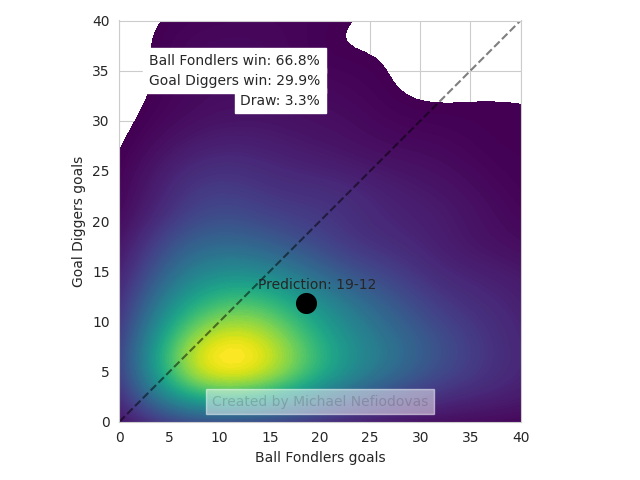 40
35
30
25
20
15
10
5
0
Goal Diggers goals
Ball Fondlers win: 66.8%
Goal Diggers win: 29.9%
Draw: 3.3%
Prediction: 19-12
Created by Michael Nefiodovas
0 5 10 15 20 25 30 35 40
Ball Fondlers goals